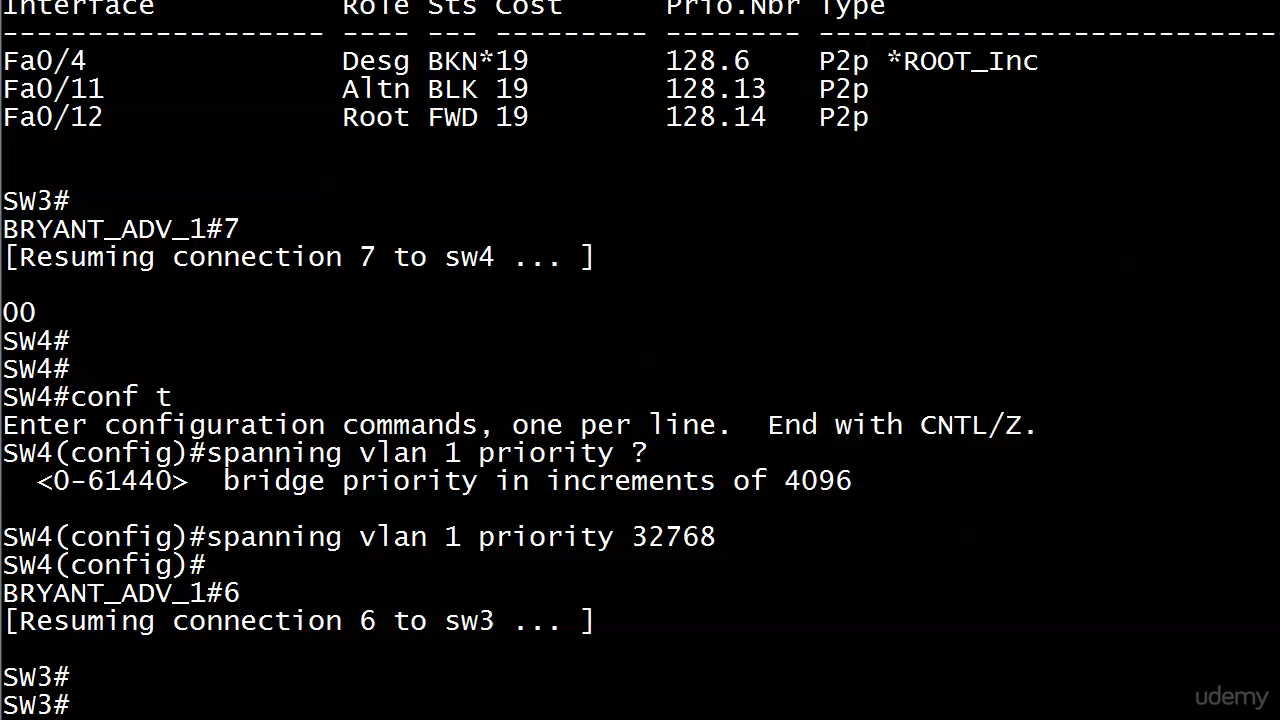 Interface Role Sts Cost Prio.Nbr Type
------------------- ---- --- --------- -------- ---------------------------
Fa0/4 Desg BKN*19 128.6 P2p *ROOT_Inc
Fa0/11 Altn BLK 19 128.13 P2p
Fa0/12 Root FWD 19 128.14 P2p
SW3#
BRYANT_ADV_1#7
[Resuming connection 7 to sw4 ... ]
00
SW4#
SW4#
SW4#conf t
Enter configuration commands, one per line. End with CNTL/Z.
SW4(config)#spanning vlan 1 priority ?
<0-61440> bridge priority in increments of 4096
SW4(config)#spanning vlan 1 priority 32768
SW4(config)#
BRYANT_ADV_1#6
[Resuming connection 6 to sw3 ... ]
SW3#
SW3#
udemy